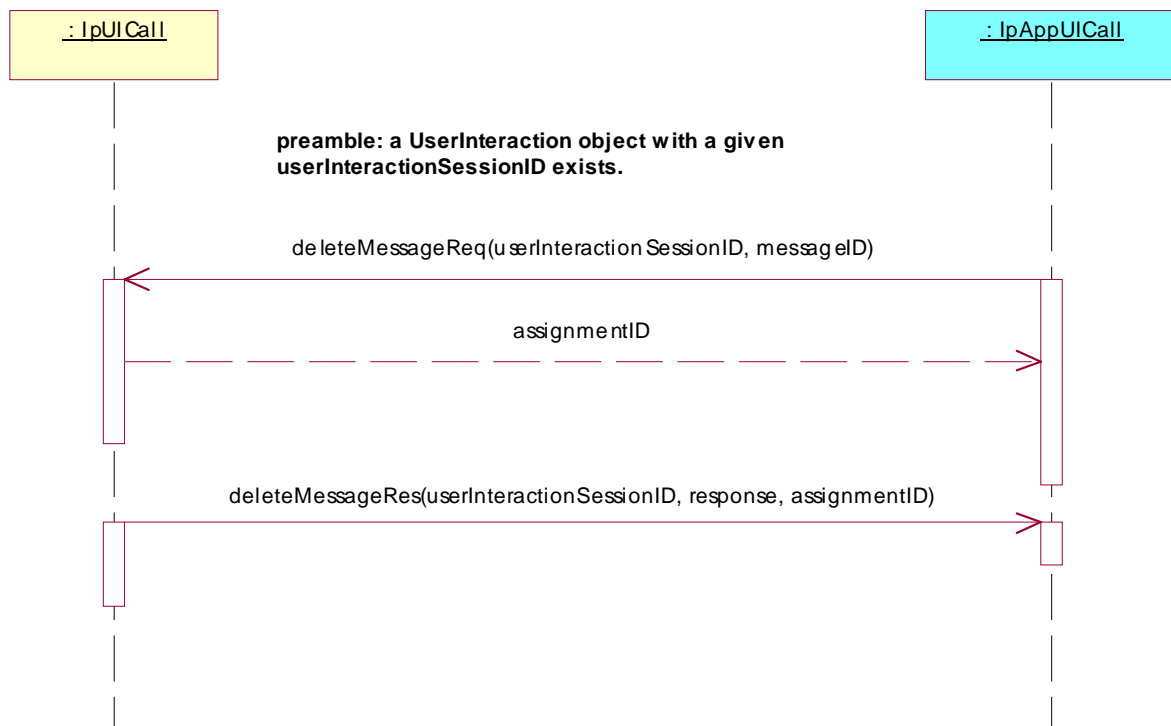 : IpUICall
: IpAppUICall
preamble: a UserInteraction object with a given
userInteractionSessionID exists.
deleteMessageReq(userInteractionSessionID, messageID)
assignmentID
deleteMessageRes(userInteractionSessionID, response, assignmentID)